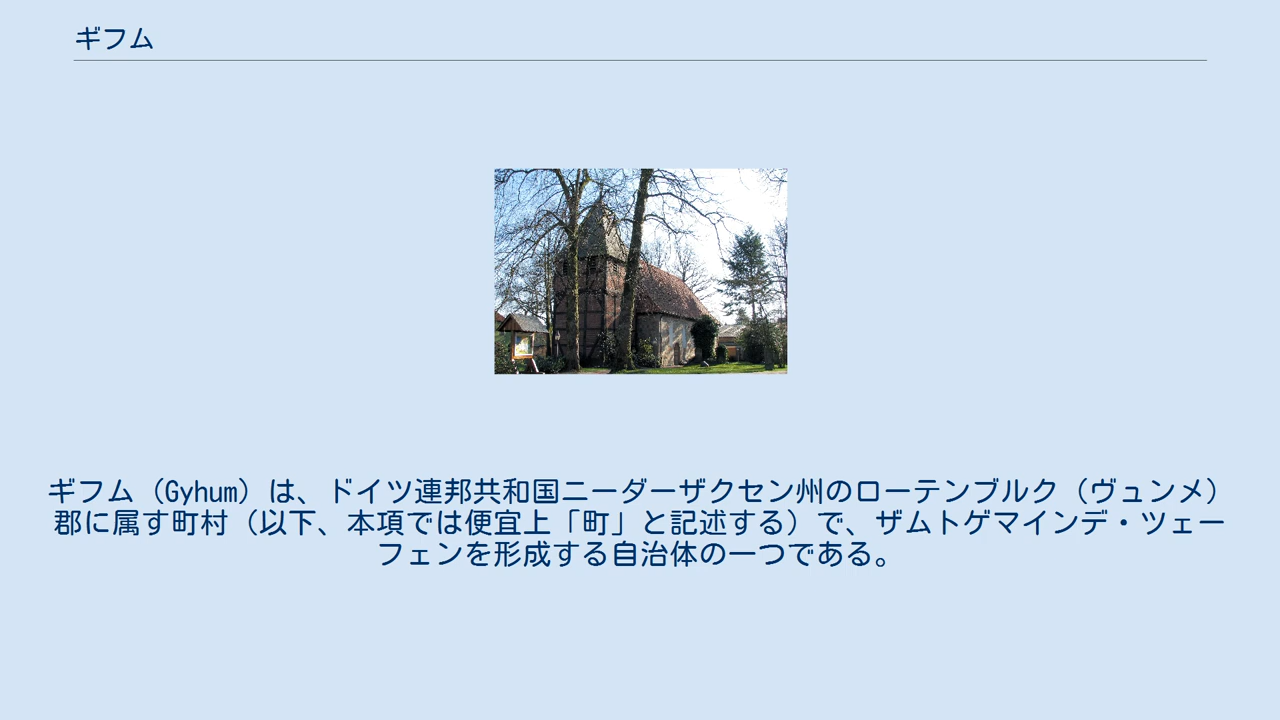 ギフム
ギフム（Gyhum）は、ドイツ連邦共和国ニーダーザクセン州のローテンブルク（ヴュンメ）
郡に属す町村（以下、本項では便宜上「町」と記述する）で、ザムトゲマインデ・ツェー
フェンを形成する自治体の一つである。